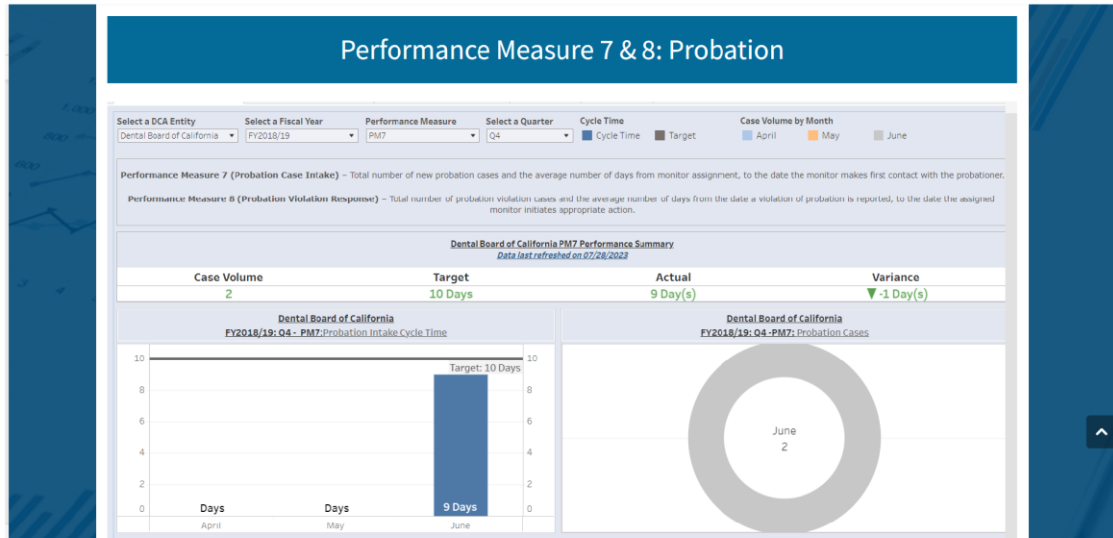 Performance Measure 7 & 8: Probation
Select a DCA Entity Select a Fiscal Year Performance Measure Select a Quarter Cycle Time Case Volume by Month
Dental Board of California FY2018/19 PM7 Q4 Cycle Time Target April May June
Performance Measure 7 (Probation Case Intake) – Total number of new probation cases and the average number of days from monitor assignment, to the date the monitor makes first contact with the probationer.
Performance Measure 8 (Probation Violation Response) – Total number of probation violation cases and the average number of days from the date a violation of probation is reported, to the date the assigned
monitor initiates appropriate action.
Dental Board of California PM7 Performance Summary
Data last refreshed on 07/28/2023
Case Volume Target Actual Variance
2 10 Days 9 Day(s) ▼ -1 Day(s)
Dental Board of California
FY2018/19: Q4 - PM7:Probation Intake Cycle Time
Dental Board of California
FY2018/19: Q4 -PM7: Probation Cases
10 10
Target: 10 Days
8 8
6 6
4 4
2 2
0 Days Days 9 Days 0
April May June
June
2
1,000
800
600
3 4